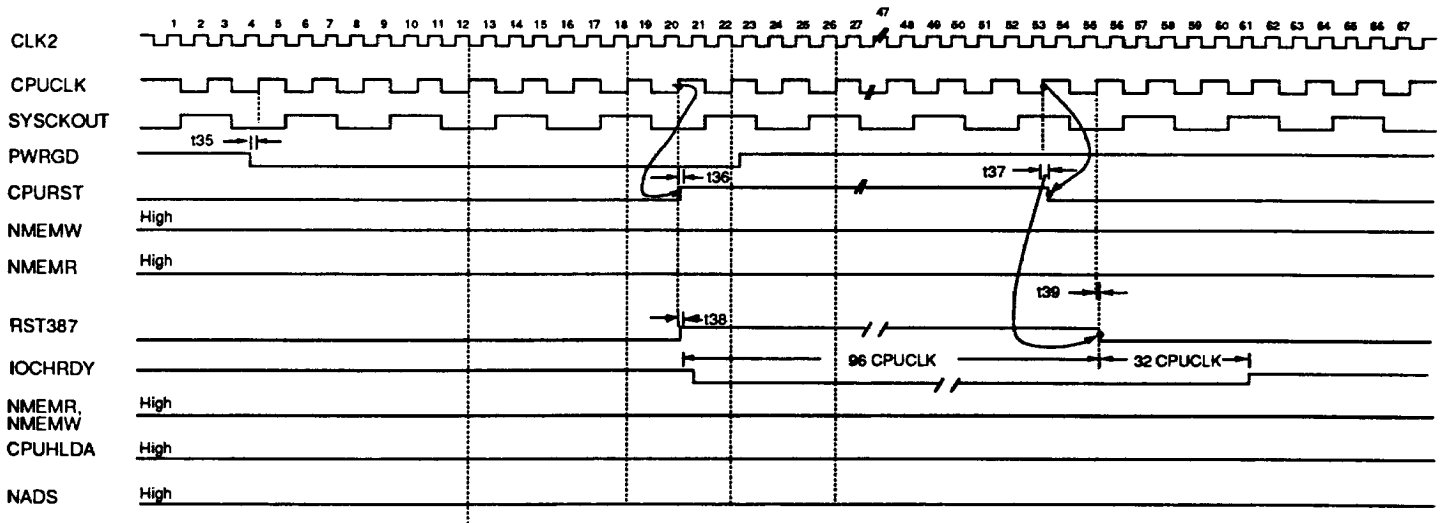 1 2 3 4 5 6 7 8 9 10 11 12 13 14 15 16 17 18 19 20 21 22 23 24 25 26 27 47 48 49 50 51 52 53 54 55 56 57 58 59 60 61 62 63 64 65 66 67
CLK2
CPUCLK
SYSCKOUT
t35
PWRGD
t36
t37
CPURST
High
NMEMW
High
NMEMR
t39
t38
RST387
96 CPUCLK
32 CPUCLK
IOCHRDY
NMEMR,
NMEMW
High
CPUHLDA
High
NADS
High